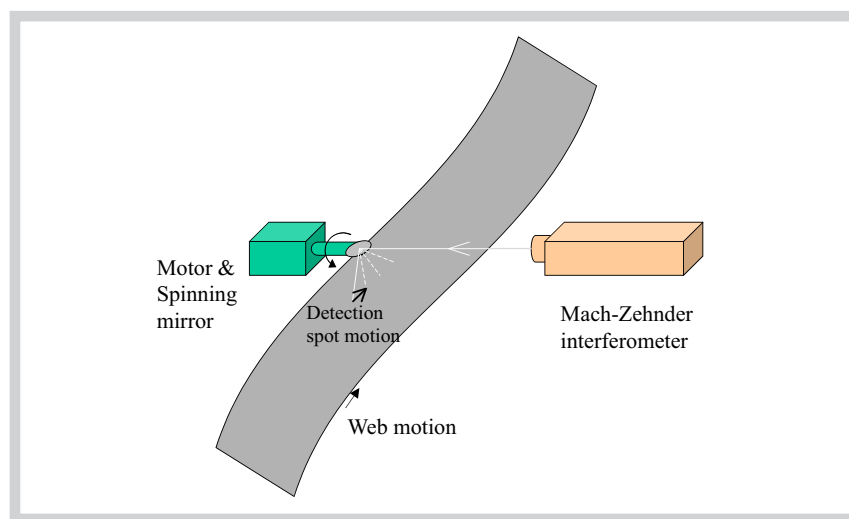 Motor &
Spinning
mirror
Detection
spot motion
Mach-Zehnder
interferometer
Web motion